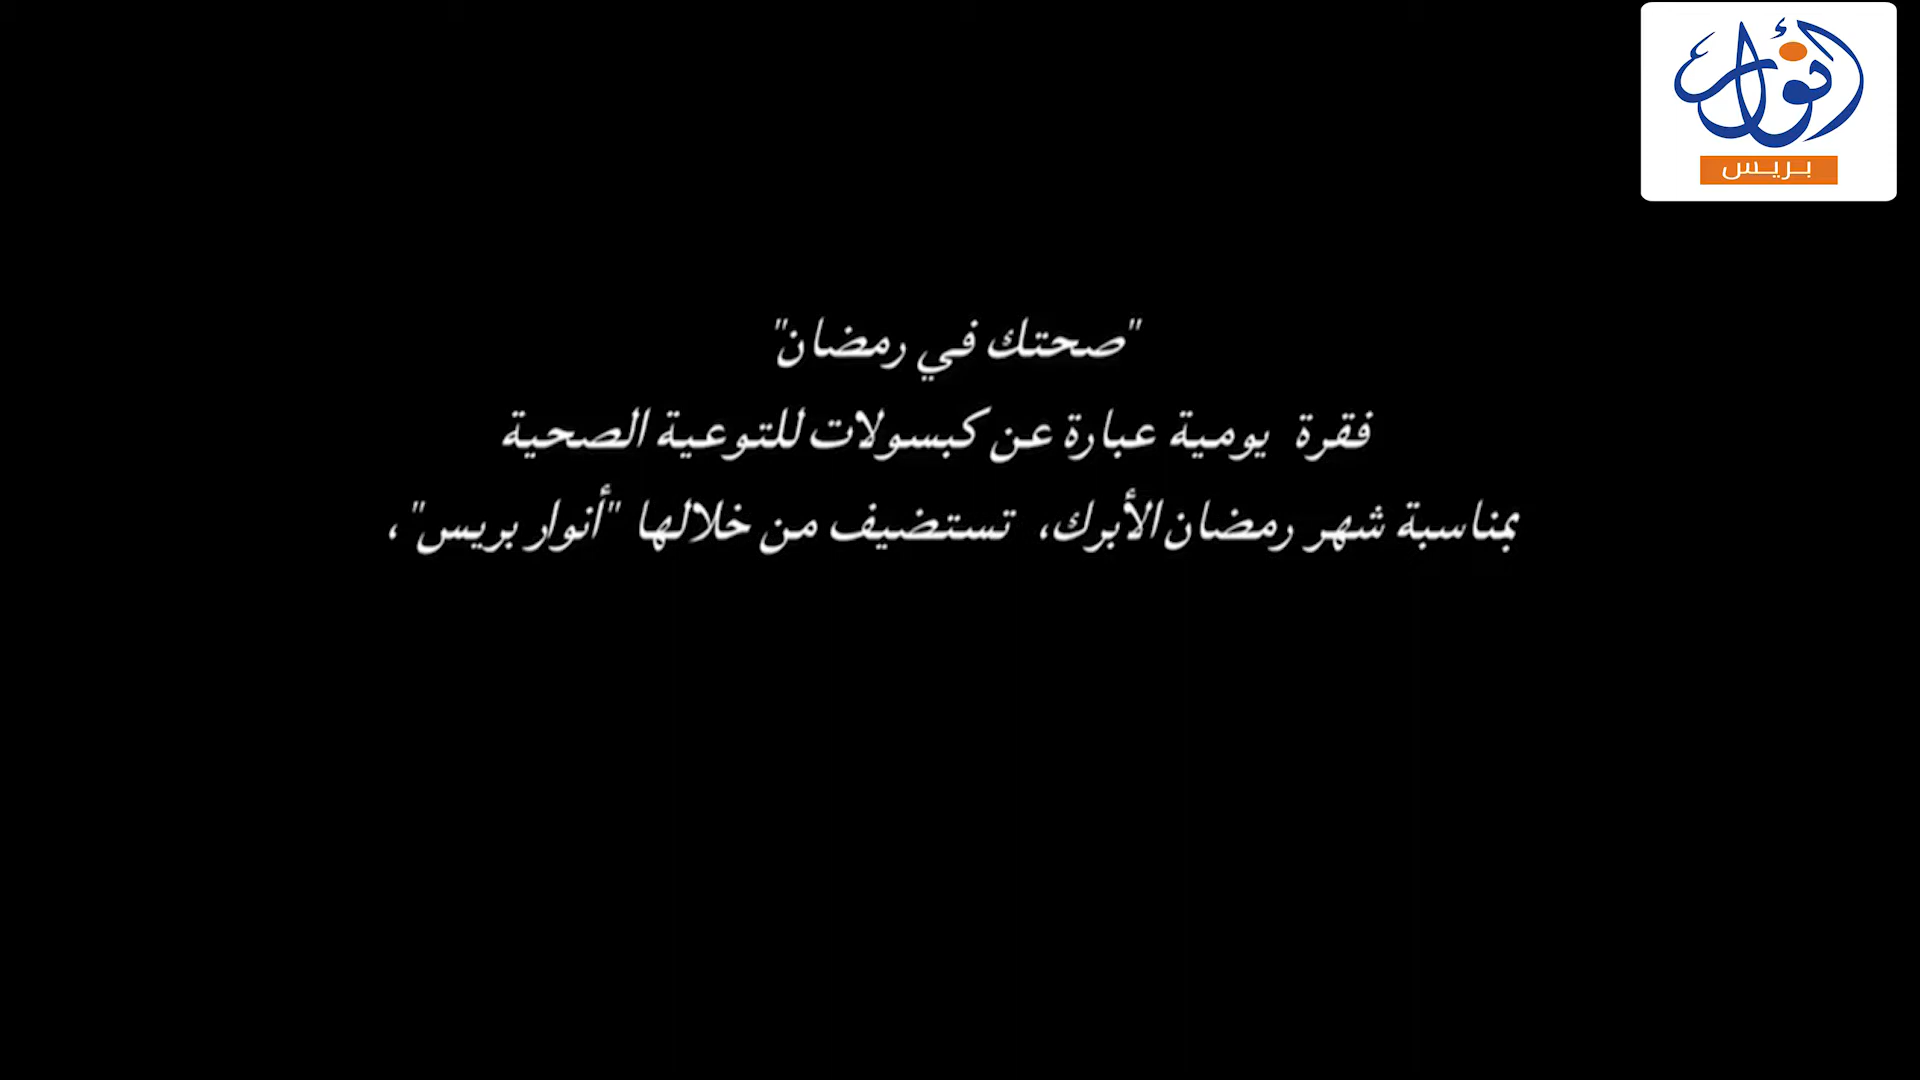 أنوار
بريس
"صحتك في رمضان"
فقرة يومية عبارة عن كبسولات للتوعية الصحية
بمناسبة شهر رمضان الأبرك، تستضيف من خلالها "أنوار بريس"،